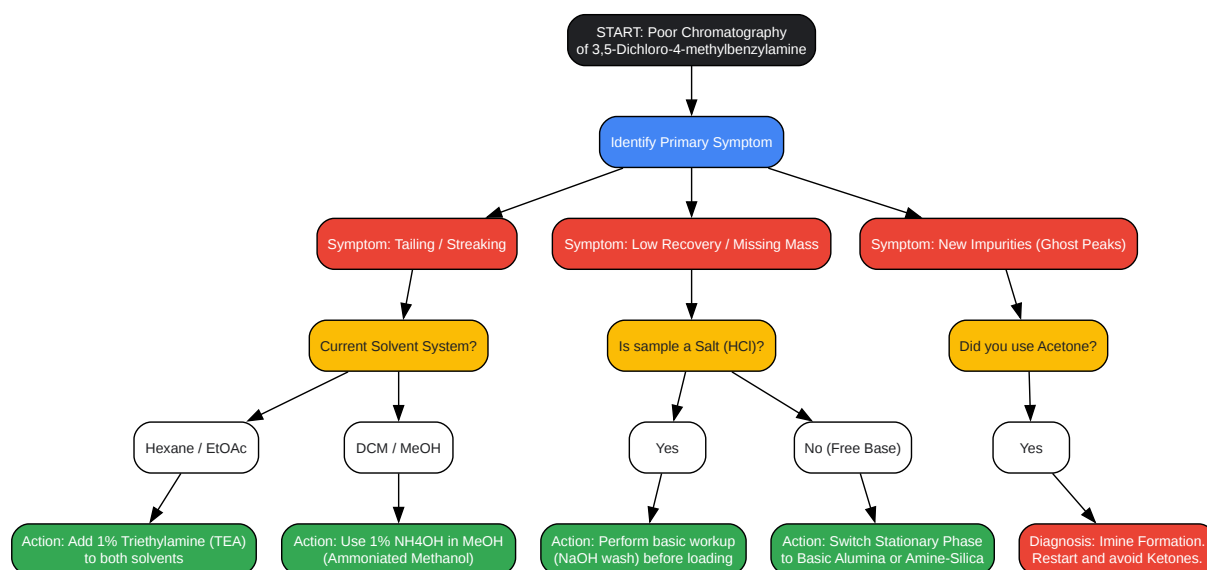 START: Poor Chromatography
of 3,5-Dichloro-4-methylbenzylamine
Identify Primary Symptom
Symptom: Tailing / Streaking
Symptom: Low Recovery / Missing Mass
Symptom: New Impurities (Ghost Peaks)
Current Solvent System?
Is sample a Salt (HCl)?
Did you use Acetone?
Hexane / EtOAc
DCM / MeOH
Yes
No (Free Base)
Yes
Action: Add 1% Triethylamine (TEA)
to both solvents
Action: Use 1% NH4OH in MeOH
(Ammoniated Methanol)
Action: Perform basic workup
(NaOH wash) before loading
Action: Switch Stationary Phase
to Basic Alumina or Amine-Silica
Diagnosis: Imine Formation.
Restart and avoid Ketones.